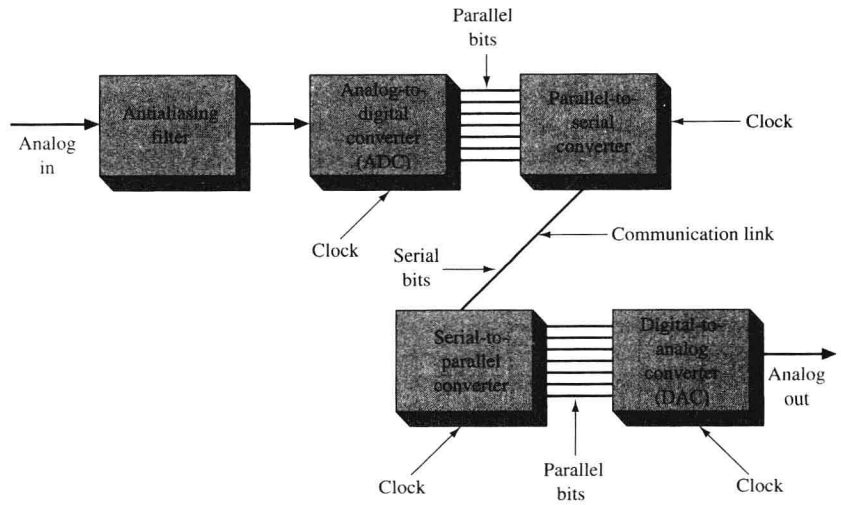 Parallel
bits
Antialiasing
filter
Analog-to-
digital
converter
(ADC)
Parallel-to-
serial
converter
Clock
Analog
in
Clock
Communication link
Serial
bits
Serial-to-
parallel
converter
Digital-to-
analog
converter
(DAC)
Analog
out
Clock
Parallel
bits
Clock